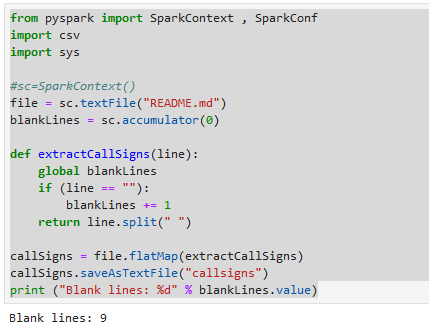 from pyspark import SparkContext , SparkConf
import csv
import sys

#sc=SparkContext()
file = sc.textFile("README.md")
blankLines = sc.accumulator(0)

def extractCallSigns(line):
    global blankLines
    if (line == ""):
        blankLines += 1
    return line.split(" ")

callSigns = file.flatMap(extractCallSigns)
callSigns.saveAsTextFile("callsigns")
print ("Blank lines: %d" % blankLines.value)
Blank lines: 9